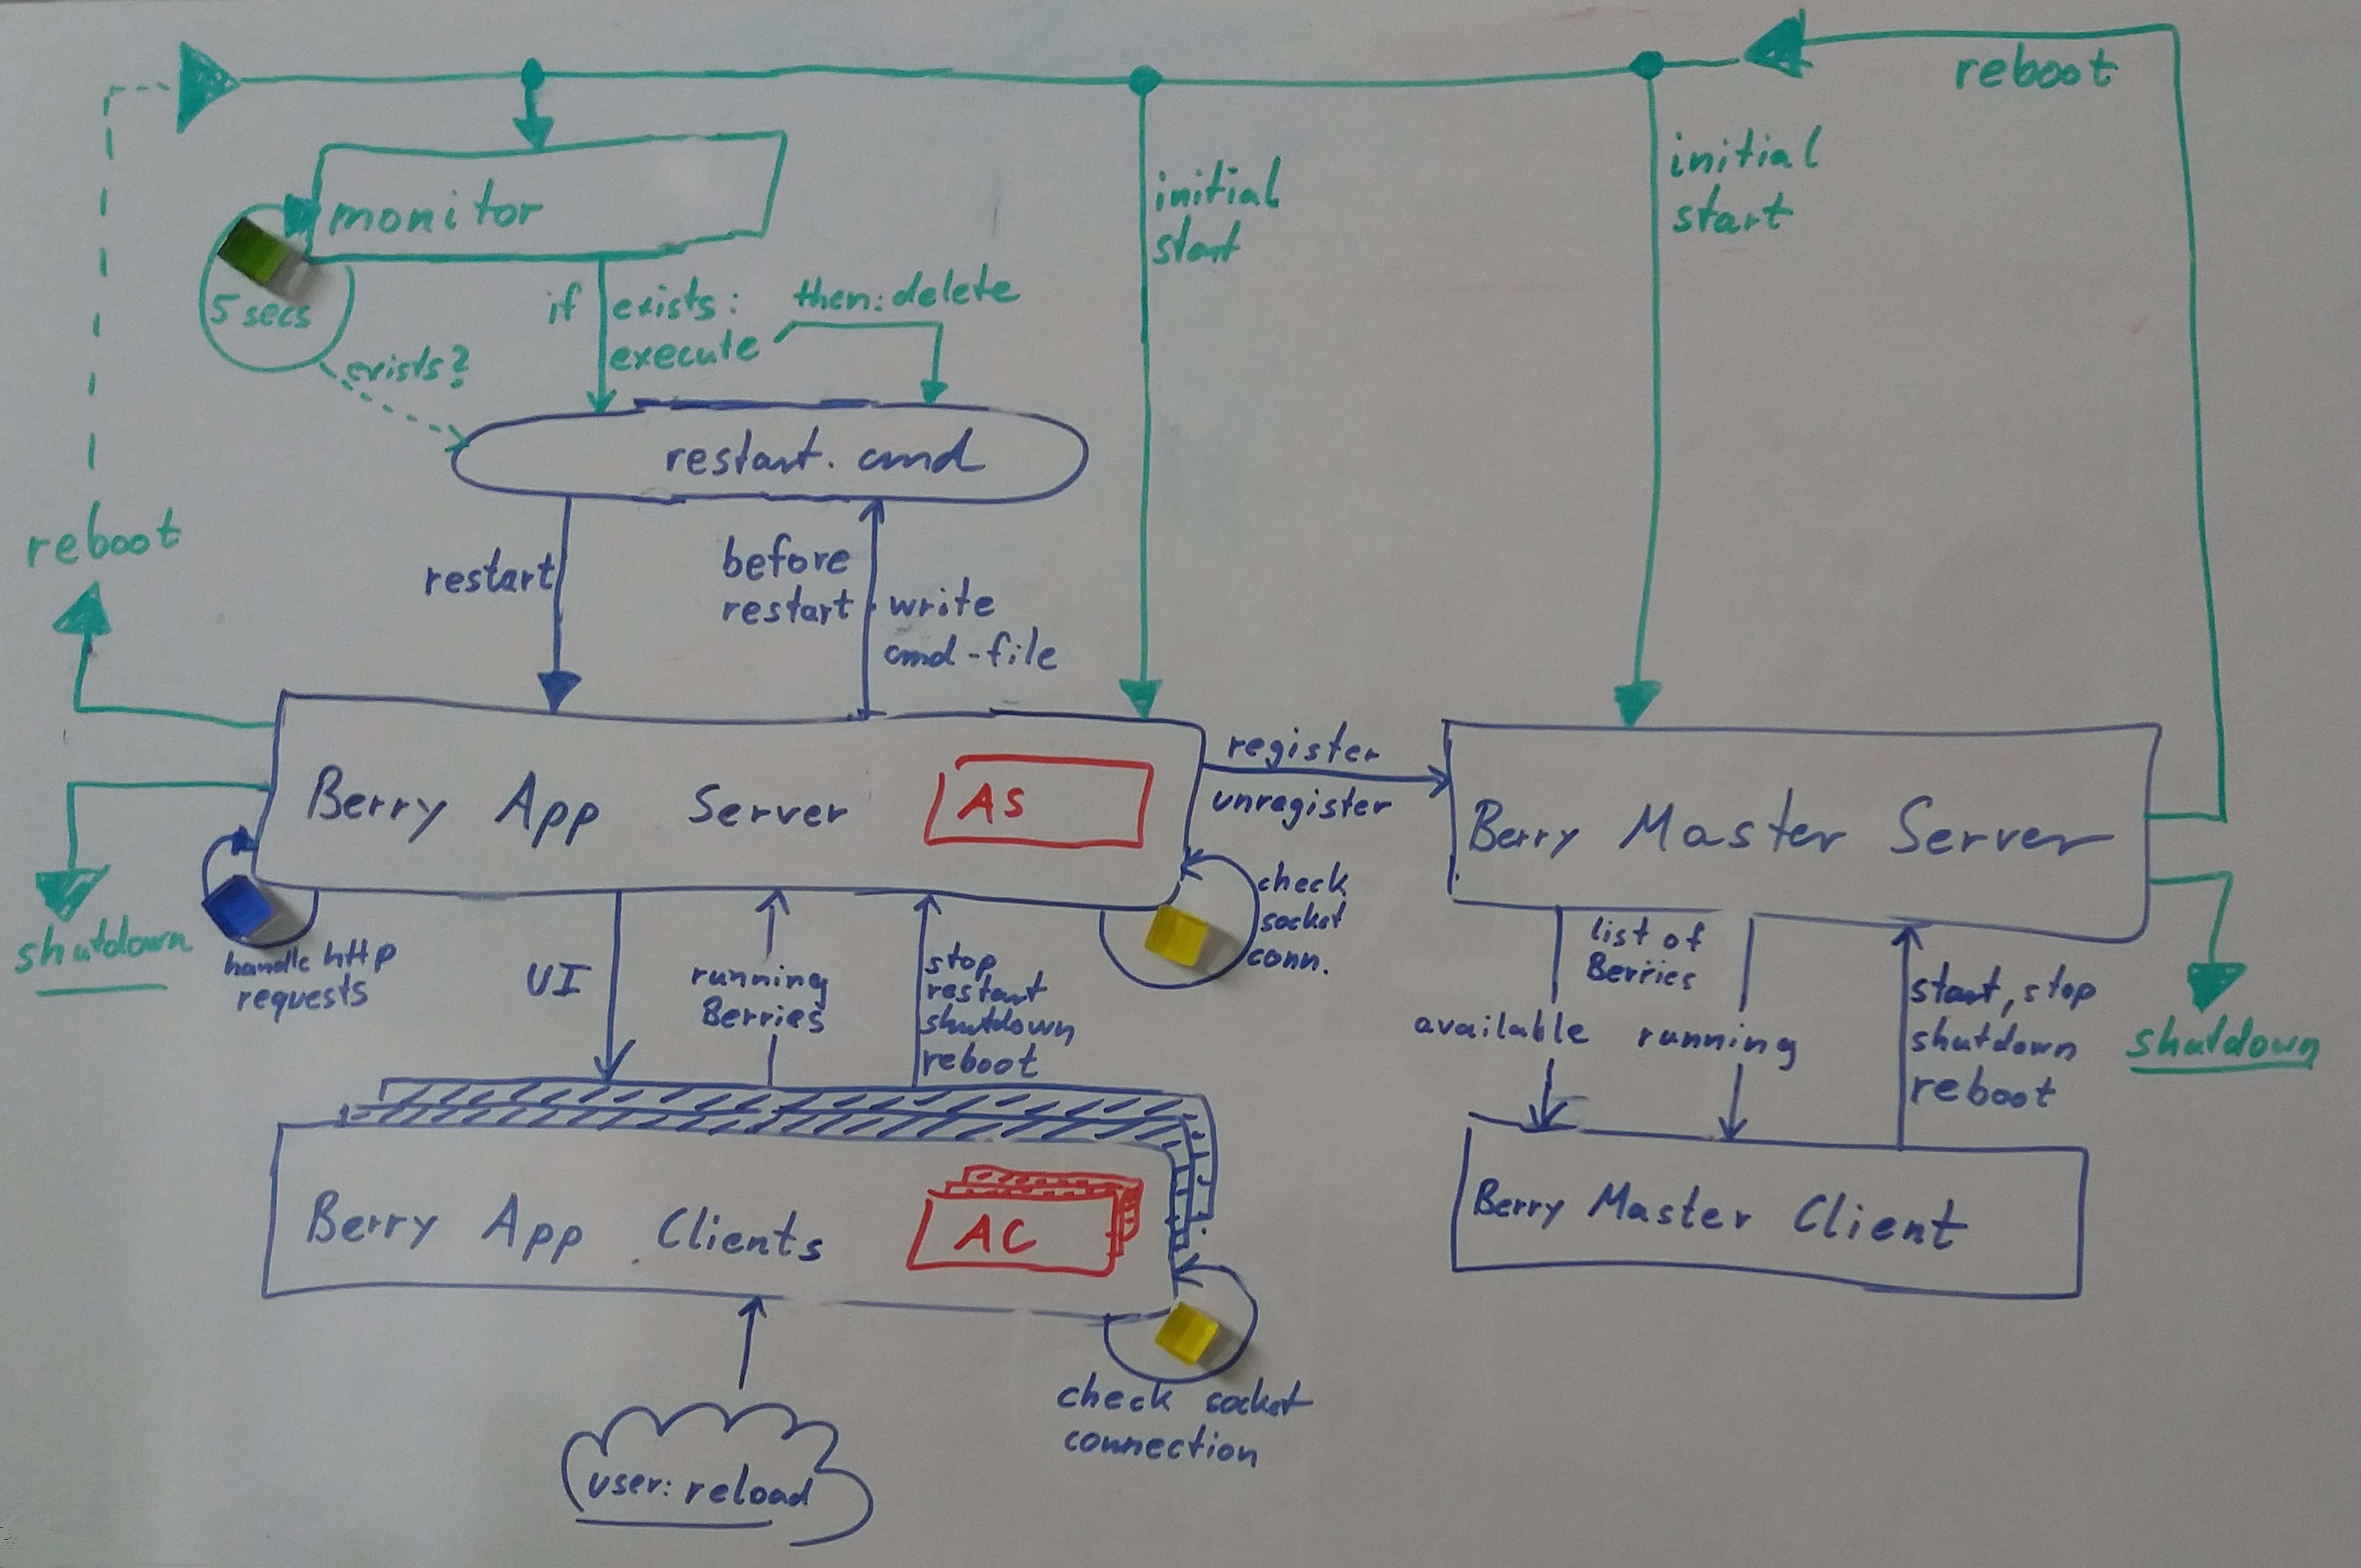 reboot
monitor
initial
start
initial
start
5 secs
if exists:
execute
then: delete
exists?
restart. cmd
reboot
restart
before
restart
write
cmd-file
register
unregister
Berry App Server
AS
Berry Master Server
shutdown
handle http
requests
UI
running
Berries
stop
restart
shutdown
reboot
check
socket
conn.
list of
Berries
available
running
start, stop
shutdown
reboot
shutdown
Berry App Clients
AC
Berry Master Client
check socket
connection
user: reload